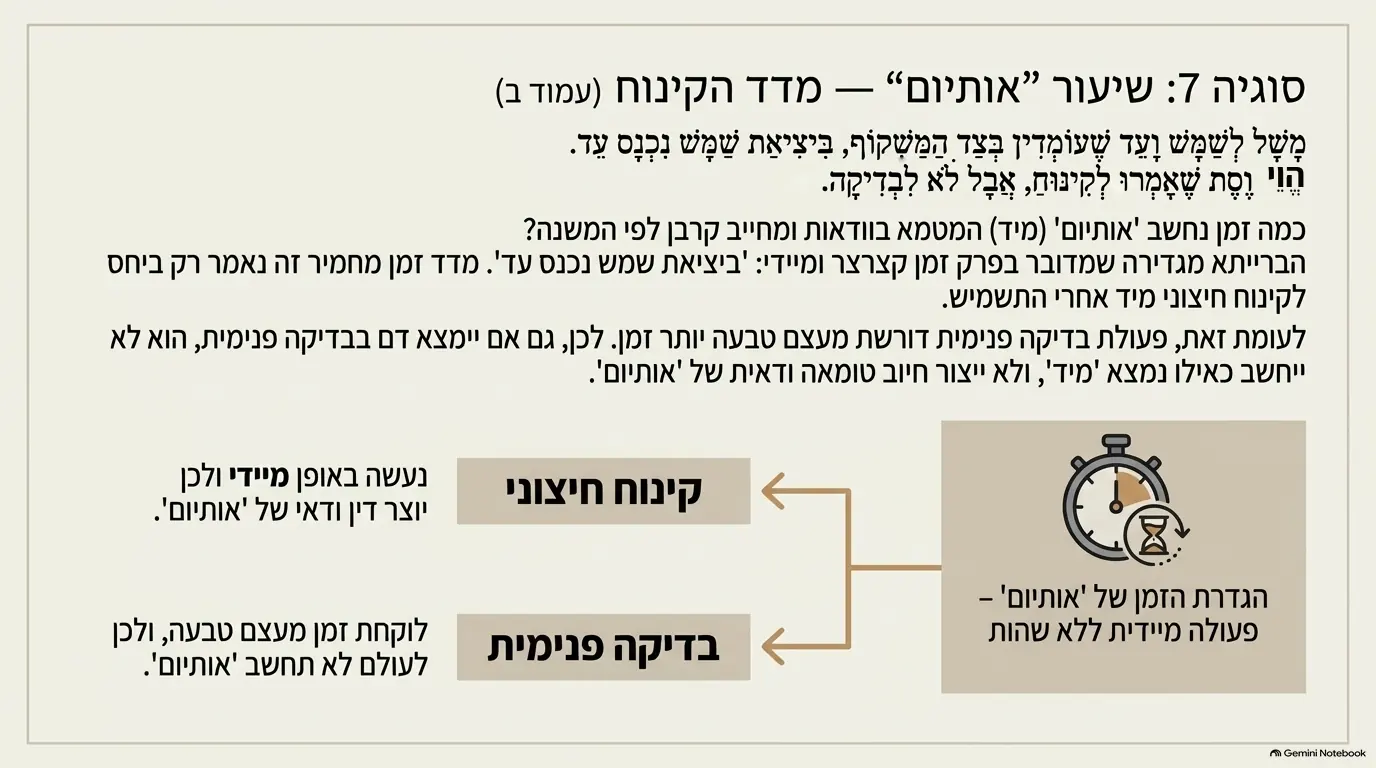 סוגיה 7: שיעור "אותיום" — מדד הקינוח (עמוד ב)
מָשָׁל לְשַׁמָּשׁ וָעֵד שֶׁעוֹמְדִין בְּצַד הַמַּשְׁקוֹף, בִּיצִיאַת שַׁמָּשׁ נִכְנָס עֵד.
הֱוֵי וֶסֶת שֶׁאָמְרוּ לְקִינּוּחַ, אֲבָל לֹא לִבְדִיקָה.
כמה זמן נחשב 'אותיום' (מיד) המטמא בוודאות ומחייב קרבן לפי המשנה?
הברייתא מגדירה שמדובר בפרק זמן קצרצר ומיידי: 'ביציאת שמש נכנס עד'. מדד זמן מחמיר זה נאמר רק ביחס
לקינוח חיצוני מיד אחרי התשמיש.
לעומת זאת, פעולת בדיקה פנימית דורשת מעצם טבעה יותר זמן. לכן, גם אם יימצא דם בבדיקה פנימית, הוא לא
ייחשב כאילו נמצא 'מיד', ולא ייצור חיוב טומאה ודאית של 'אותיום'.
הגדרת הזמן של 'אותיום' –
פעולה מיידית ללא שהות
קינוח חיצוני
נעשה באופן מיידי ולכן
יוצר דין ודאי של 'אותיום'.
בדיקה פנימית
לוקחת זמן מעצם טבעה, ולכן
לעולם לא תחשב 'אותיום'.
Gemini Notebook